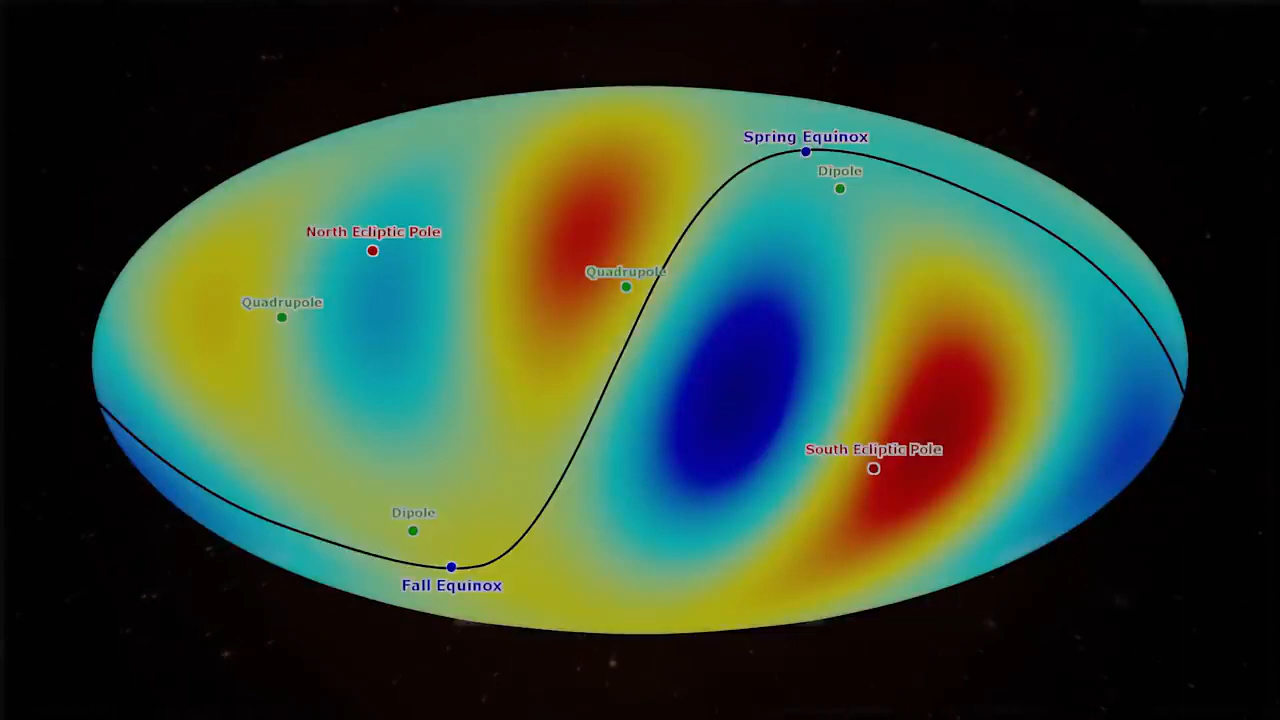 Spring Equinox
Dipole
North Ecliptic Pole
Quadrupole
Quadrupole
South Ecliptic Pole
Dipole
Fall Equinox